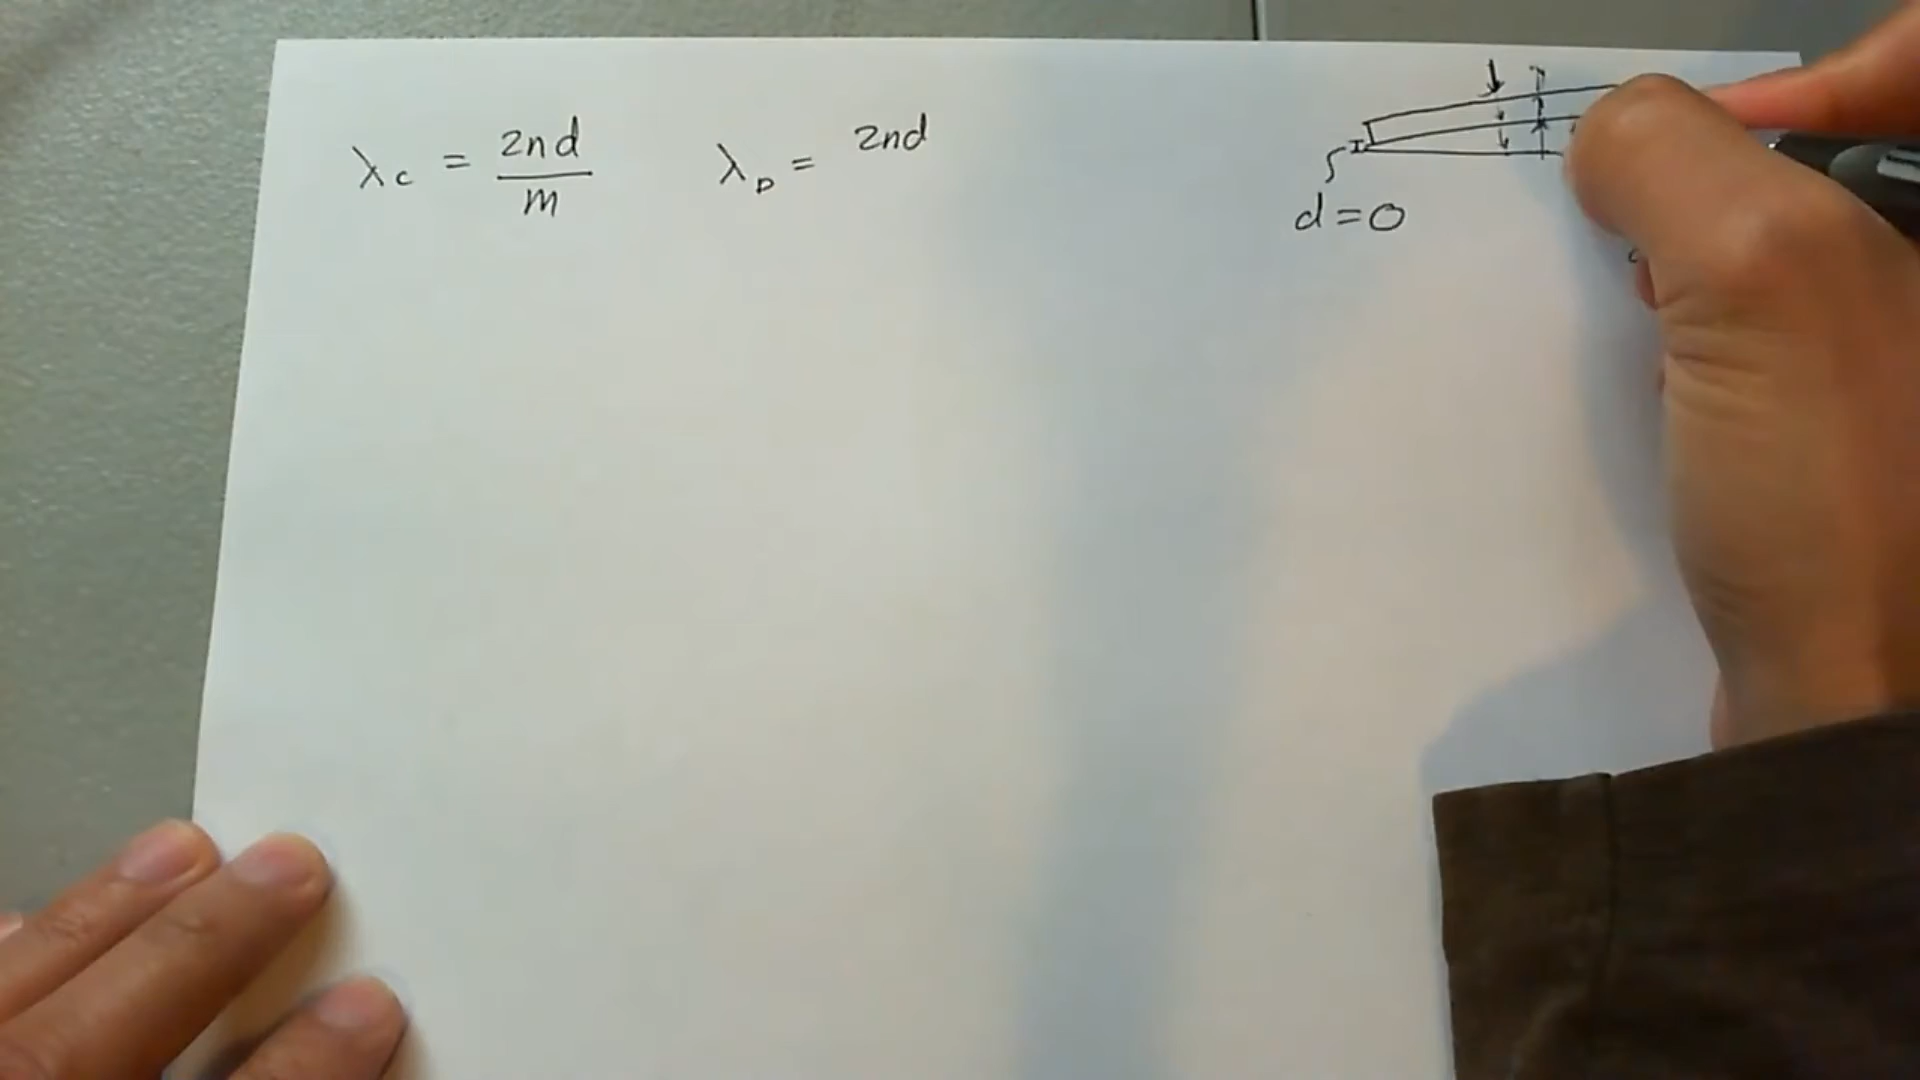 λc = 2nd/m
λD = 2nd
d = 0